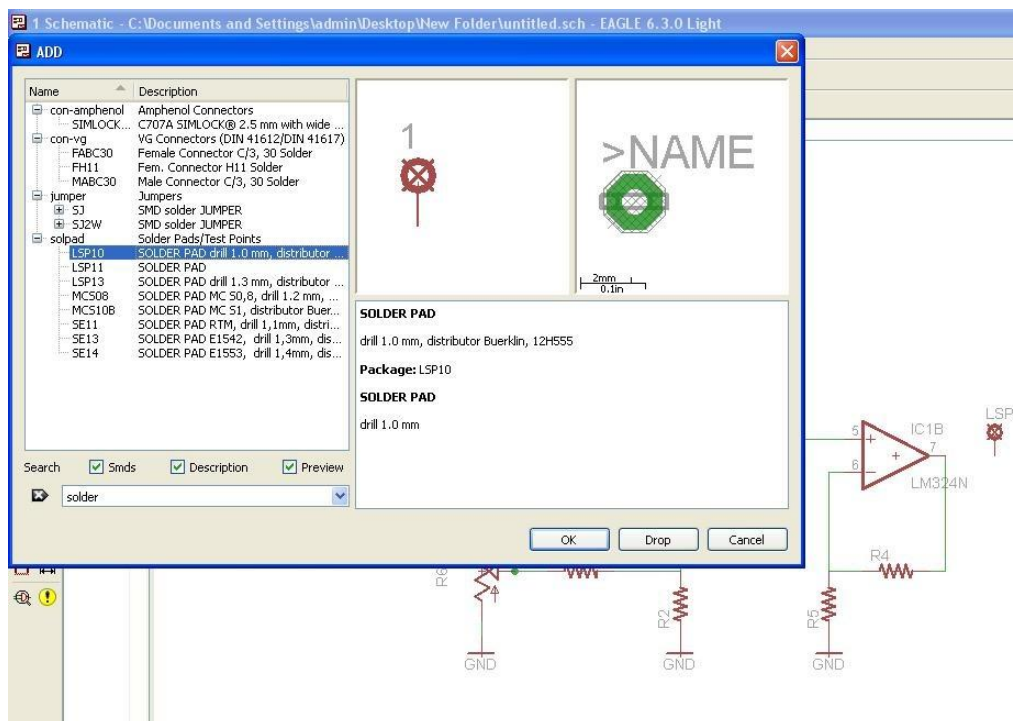 1 Schematic - C:\Documents and Settings\admin\Desktop\New Folder\untitled.sch - EAGLE 6.3.0 Light
ADD
Name Description
con-amphenol Amphenol Connectors
SIMLOCK... C707A SIMLOCK® 2.5 mm with wide ...
con-vg VG Connectors (DIN 41612/DIN 41617)
FABC30 Female Connector C/3, 30 Solder
FH11 Fem. Connector H11 Solder
MABC30 Male Connector C/3, 30 Solder
jumper Jumpers
SJ SMD solder JUMPER
SJ2W SMD solder JUMPER
solpad Solder Pads/Test Points
LSP10 SOLDER PAD drill 1.0 mm, distributor ...
LSP11 SOLDER PAD
LSP13 SOLDER PAD drill 1.3 mm, distributor ...
MCS08 SOLDER PAD MC S0,8, drill 1.2 mm, ...
MCS10B SOLDER PAD MC S1, distributor Buer...
SE11 SOLDER PAD RTM, drill 1,1mm, distri...
SE13 SOLDER PAD E1542, drill 1,3mm, dis...
SE14 SOLDER PAD E1553, drill 1,4mm, dis...
Search Smds Description Preview
solder
1
>NAME
2mm
0.1in
SOLDER PAD
drill 1.0 mm, distributor Buerklin, 12H555
Package: LSP10
SOLDER PAD
drill 1.0 mm
OK Drop Cancel
LSP
5 IC1B
7
6
LM324N
R4
R6
R2
R5
GND GND GND